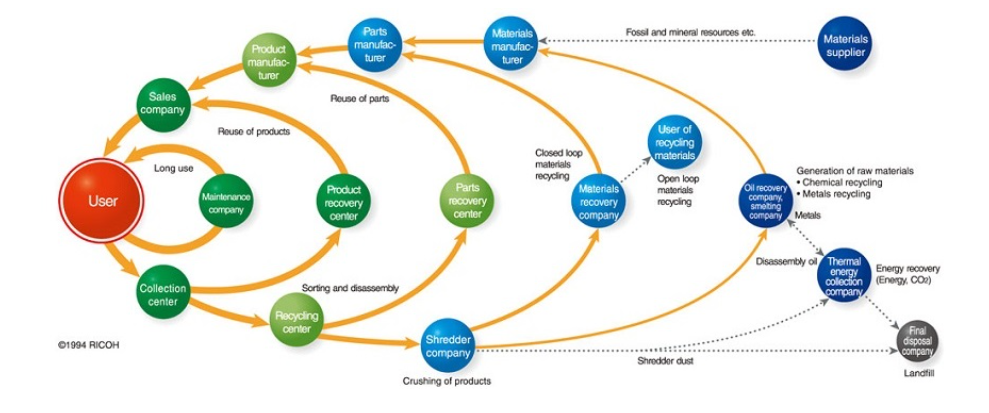 Parts
manufac-
turer
Materials
manufac-
turer
Fossil and mineral resources etc.
Materials
supplier
Product
manufac-
turer
Sales
company
Reuse of parts
Reuse of products
User of
recycling
materials
Closed loop
materials
recycling
Long use
Open loop
materials
recycling
Generation of raw materials
• Chemical recycling
• Metals recycling
User
Maintenance
company
Product
recovery
center
Parts
recovery
center
Materials
recovery
company
Oil recovery
company,
smelting
company
Metals
Disassembly oil
Thermal
energy
collection
company
Energy recovery
(Energy, CO2)
Collection
center
Sorting and disassembly
Recycling
center
Shredder
company
Crushing of products
Shredder dust
Final
disposal
company
Landfill
©1994 RICOH